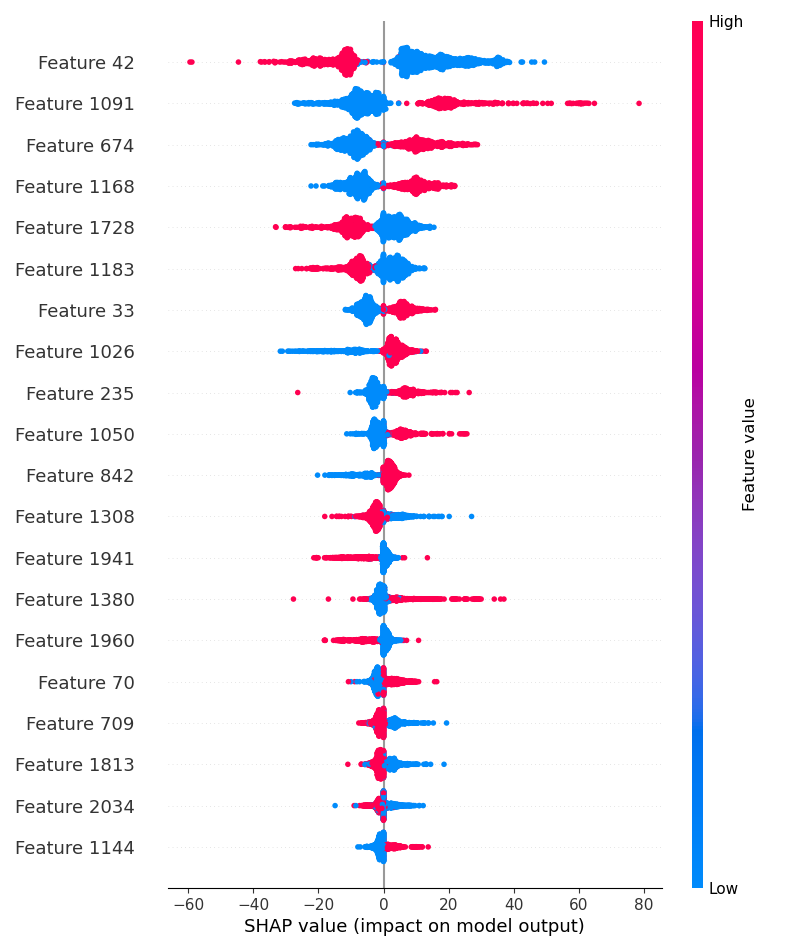 High
Feature 42
Feature 1091
Feature 674
Feature 1168
Feature 1728
Feature 1183
Feature 33
Feature 1026
Feature 235
Feature 1050
Feature 842
Feature 1308
Feature 1941
Feature 1380
Feature 1960
Feature 70
Feature 709
Feature 1813
Feature 2034
Feature 1144
Feature value
Low
−60 −40 −20 0 20 40 60 80
SHAP value (impact on model output)